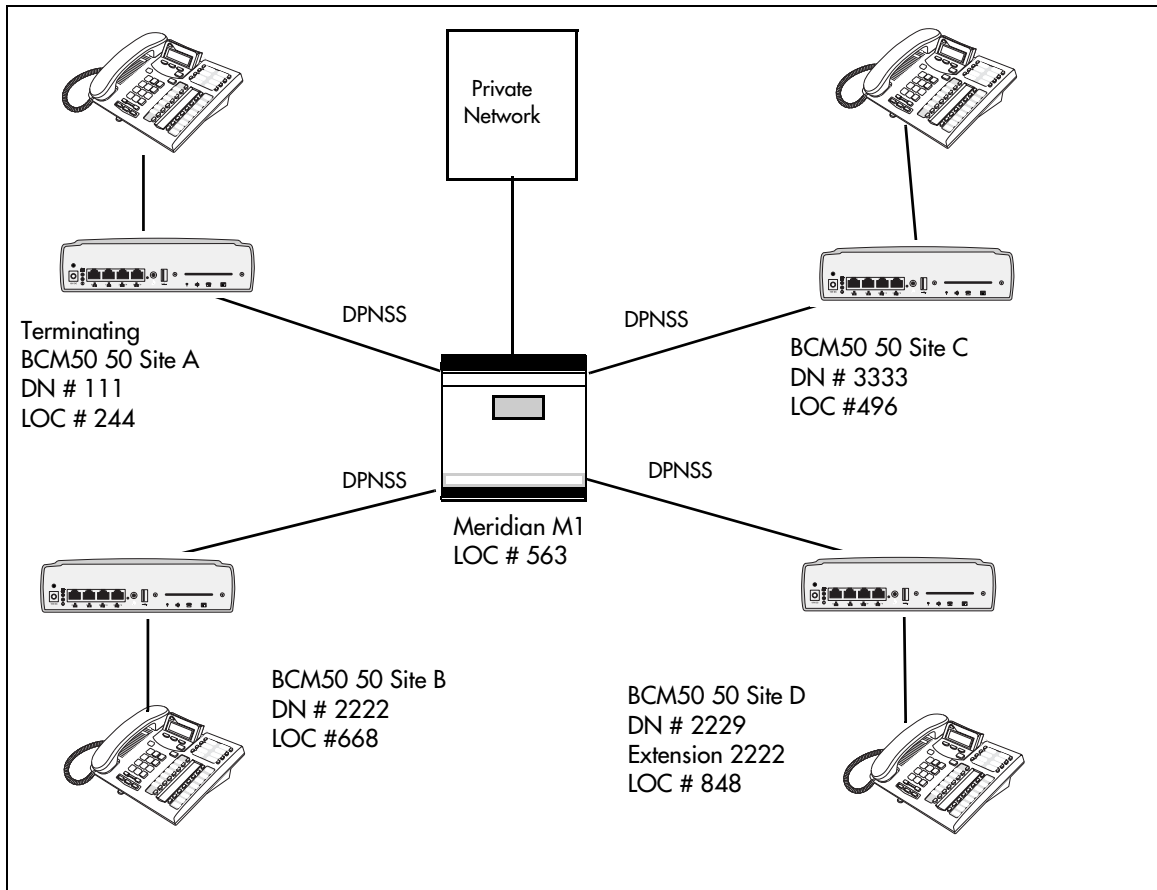 Private
Network
DPNSS
DPNSS
Terminating
BCM50 50 Site A
DN # 111
LOC # 244
BCM50 50 Site C
DN # 3333
LOC #496
DPNSS
DPNSS
Meridian M1
LOC # 563
BCM50 50 Site B
DN # 2222
LOC #668
BCM50 50 Site D
DN # 2229
Extension 2222
LOC # 848